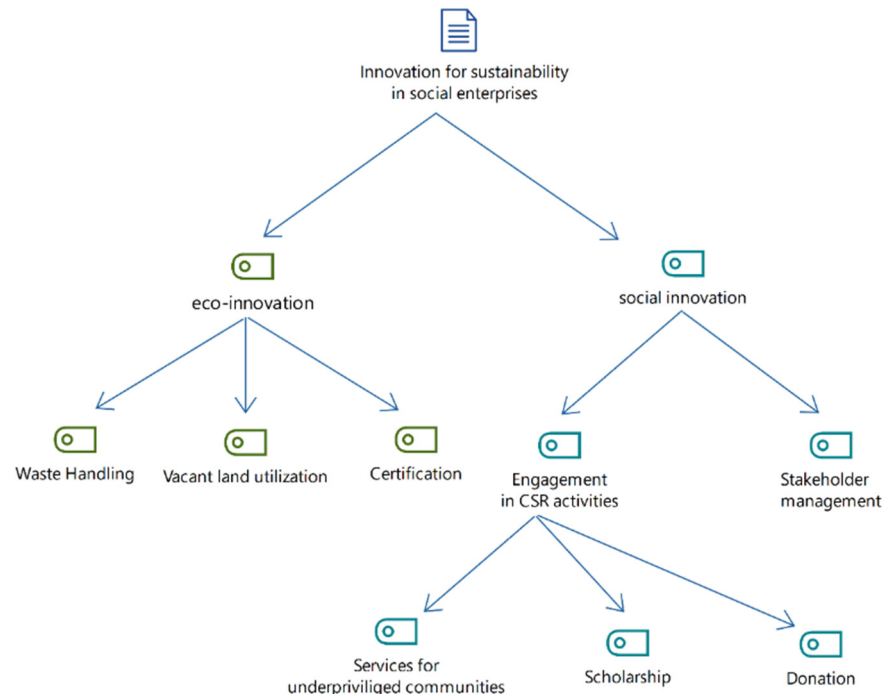 Innovation for sustainability
in social enterprises
eco-innovation
social innovation
Waste Handling
Vacant land utilization
Certification
Engagement
in CSR activities
Stakeholder
management
Services for
underpriviliged communities
Scholarship
Donation